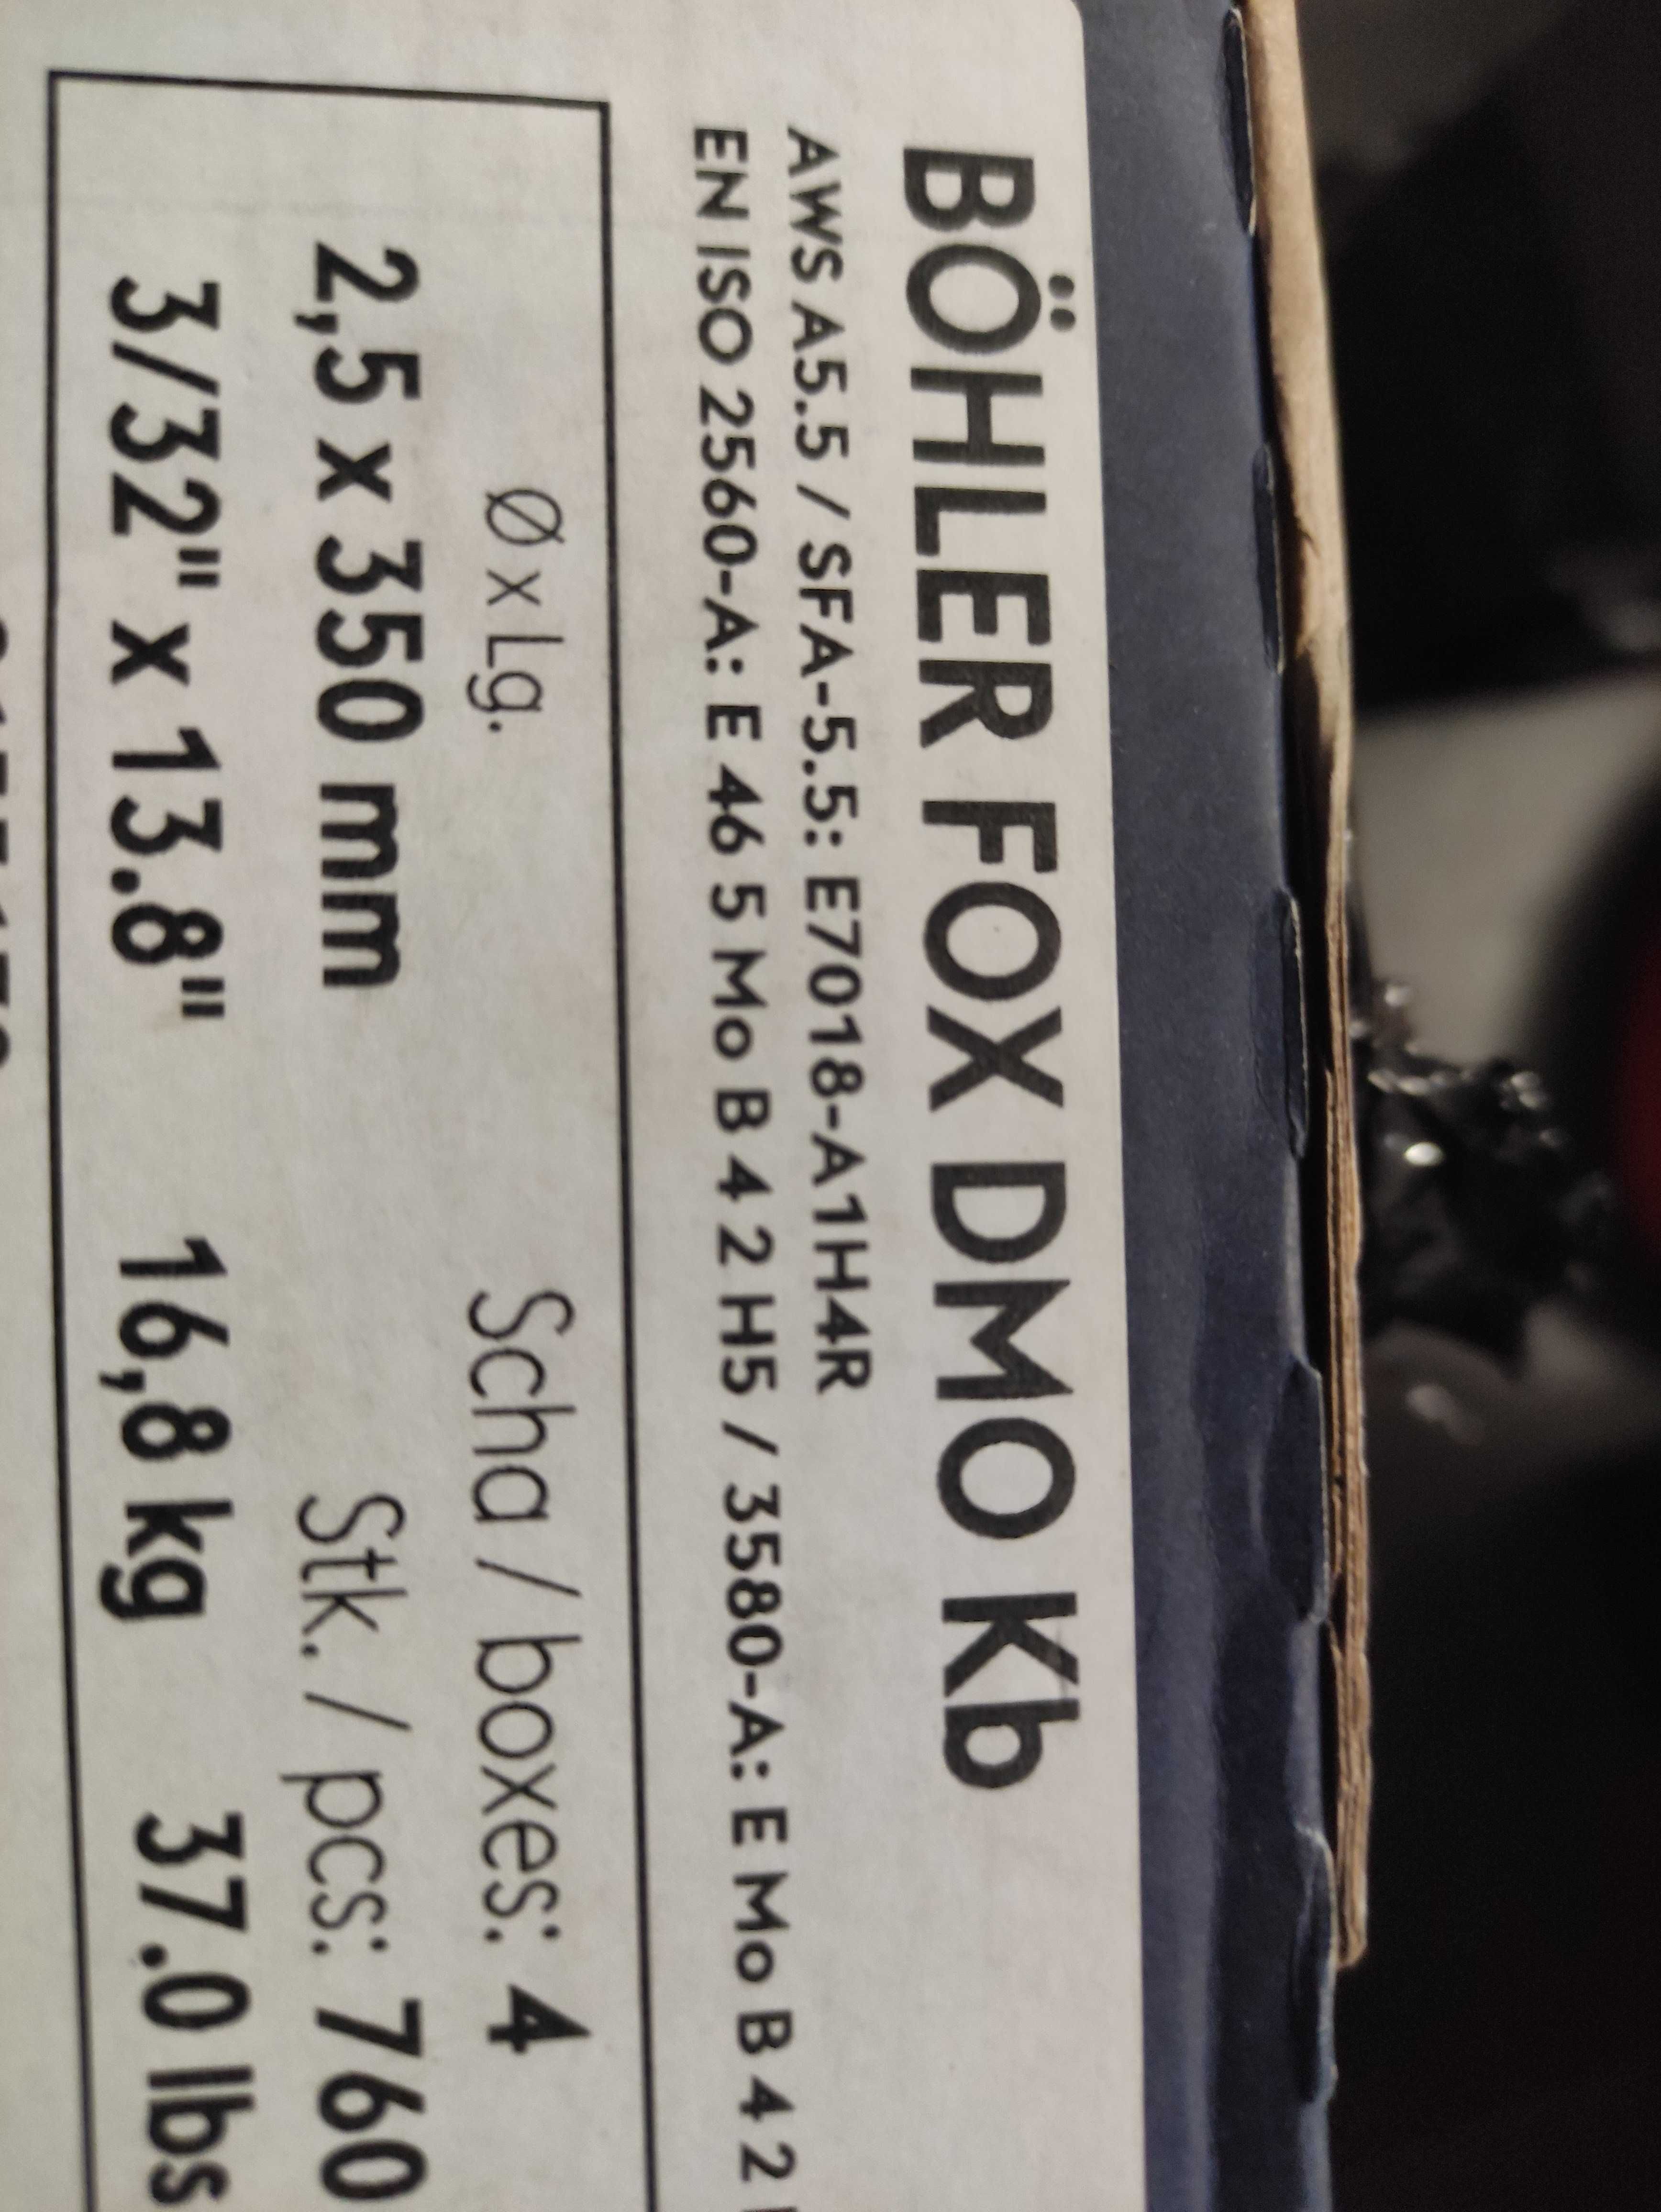 BÖHLER FOX DMO Kb
AWS A5.5 / SFA-5.5: E7018-A1H4R
EN ISO 2560-A: E 46 5 Mo B 4 2 H5 / 3580-A: E Mo B 4 2
Ø x Lg. Scha / boxes: 4
2,5 x 350 mm Stk. / pcs: 760
3/32" x 13.8" 16,8 kg 37.0 lbs